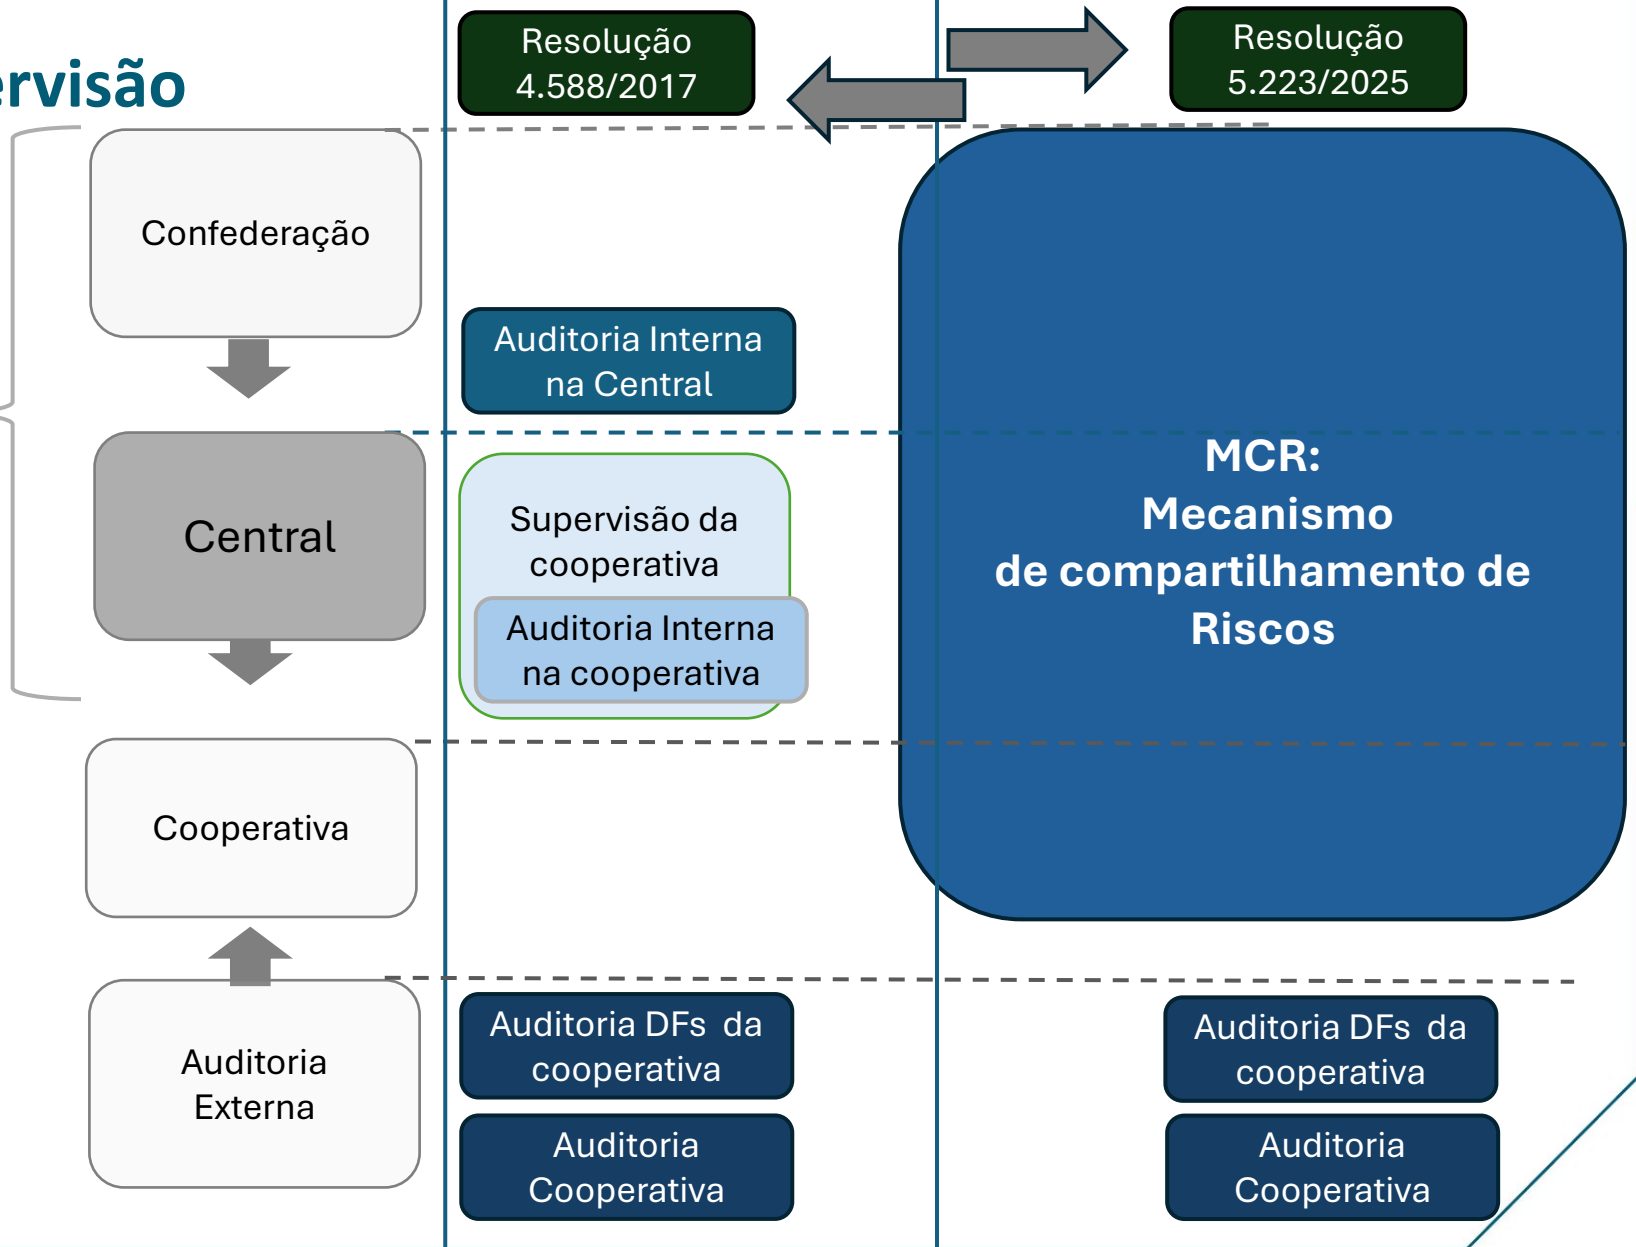 ervisão
Resolução
4.588/2017
Resolução
5.223/2025
Confederação
Auditoria Interna
na Central
Central
Supervisão da
cooperativa
Auditoria Interna
na cooperativa
MCR:
Mecanismo
de compartilhamento de
Riscos
Cooperativa
Auditoria
Externa
Auditoria DFs da
cooperativa
Auditoria
Cooperativa
Auditoria DFs da
cooperativa
Auditoria
Cooperativa